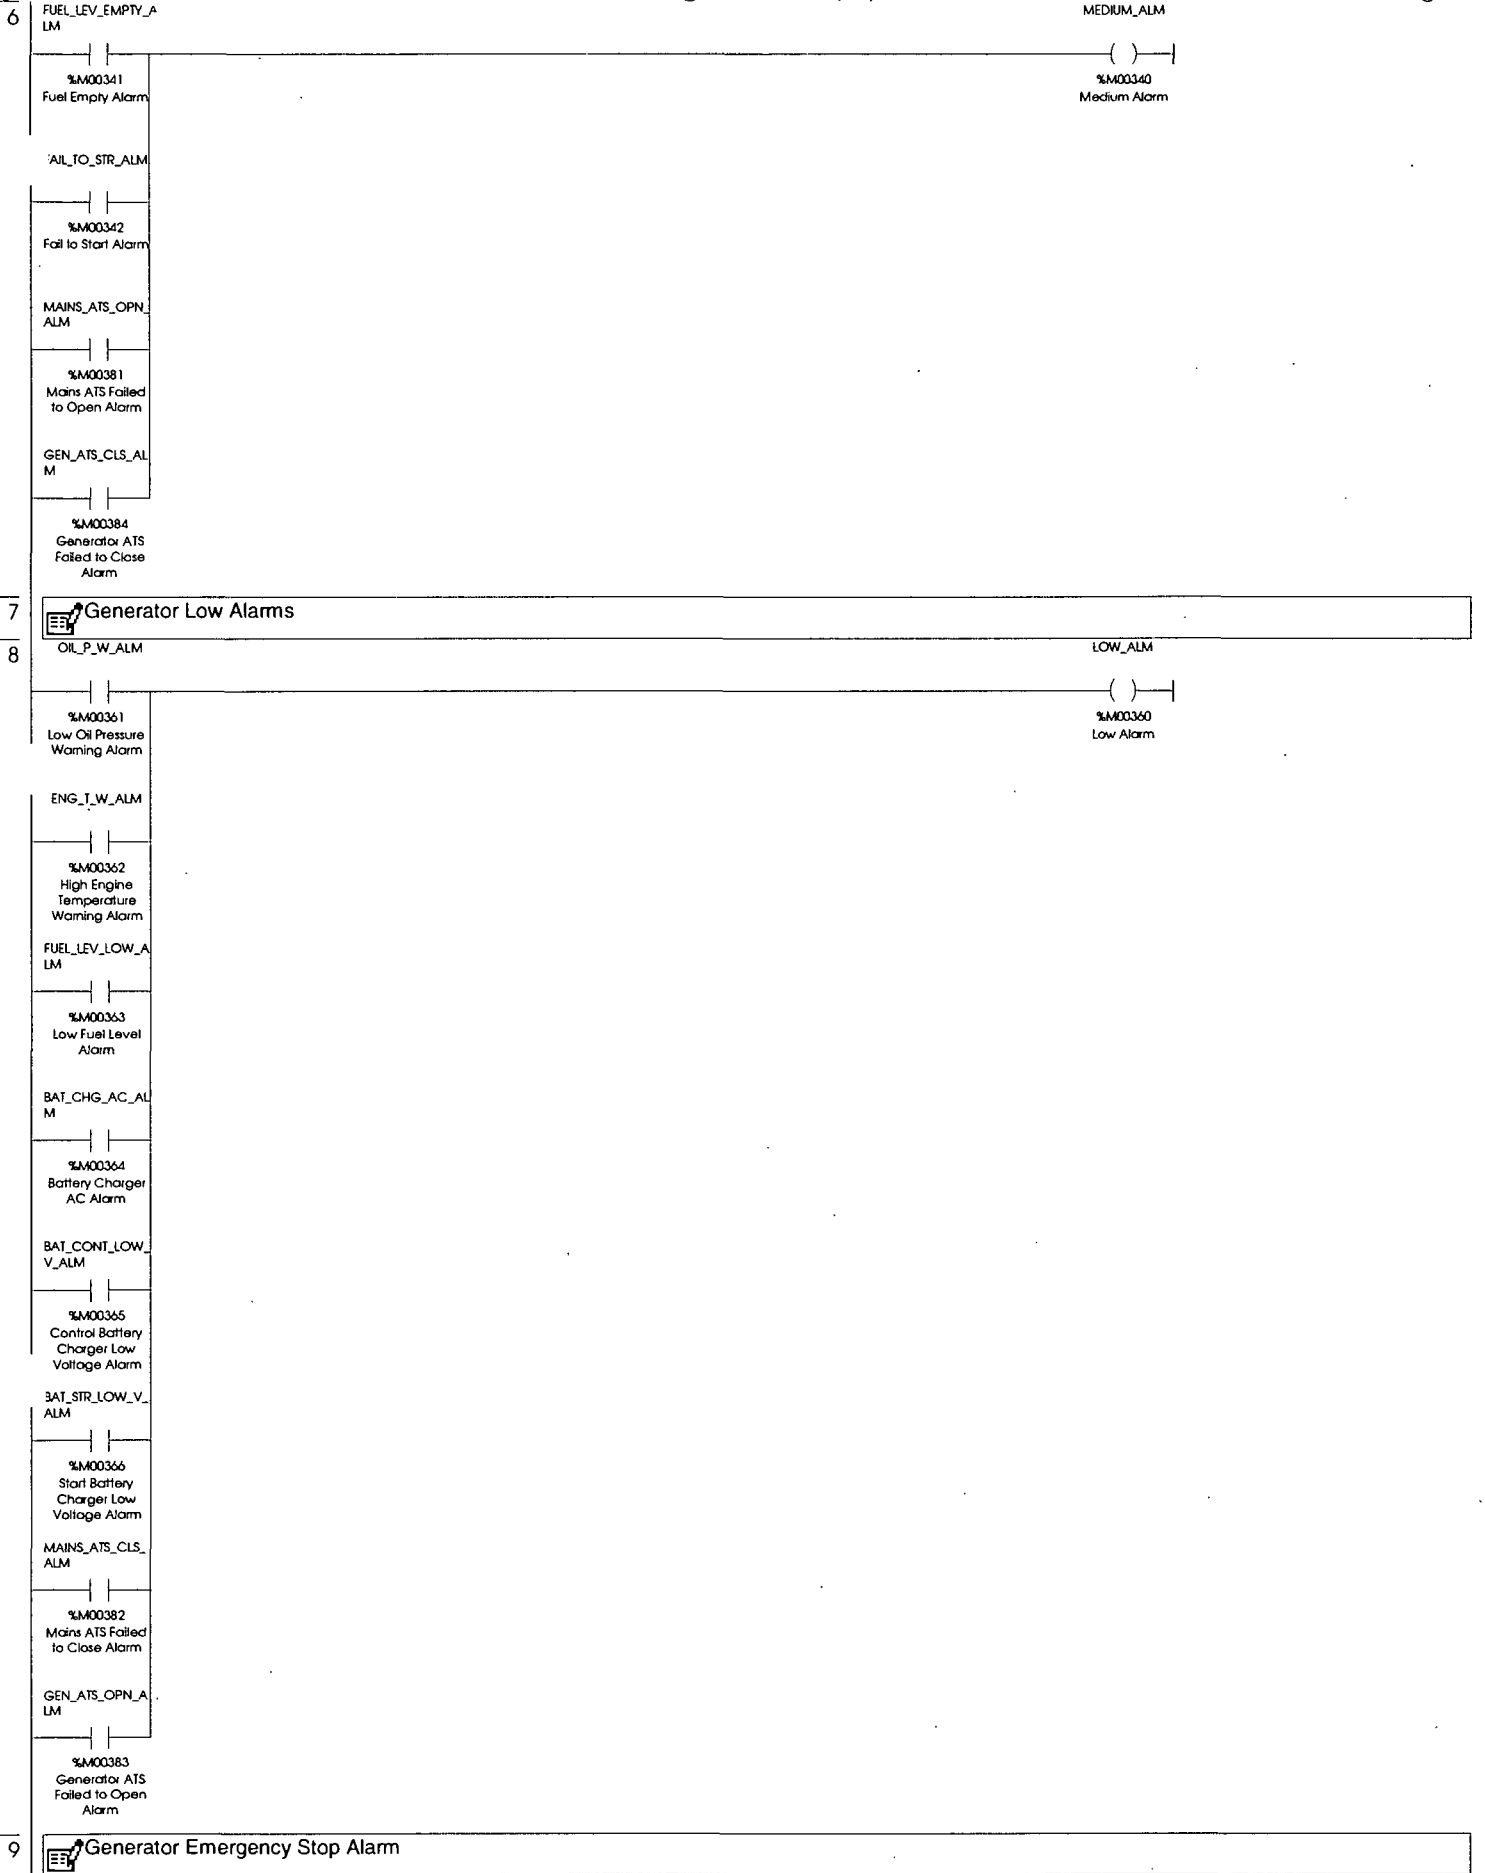 6
FUEL_LEV_EMPTY_A
LM
MEDIUM_ALM
%M00341
Fuel Empty Alarm
%M00340
Medium Alarm
AIL_TO_STR_ALM
%M00342
Fail to Start Alarm
MAINS_ATS_OPN_
ALM
%M00381
Mains ATS Failed
to Open Alarm
GEN_ATS_CLS_AL
M
%M00384
Generator ATS
Failed to Close
Alarm
7
Generator Low Alarms
8
OIL_P_W_ALM
LOW_ALM
%M00361
Low Oil Pressure
Warning Alarm
%M00360
Low Alarm
ENG_T_W_ALM
%M00362
High Engine
Temperature
Warning Alarm
FUEL_LEV_LOW_A
LM
%M00363
Low Fuel Level
Alarm
BAT_CHG_AC_AL
M
%M00364
Battery Charger
AC Alarm
BAT_CONT_LOW_
V_ALM
%M00365
Control Battery
Charger Low
Voltage Alarm
BAT_STR_LOW_V_
ALM
%M00366
Start Battery
Charger Low
Voltage Alarm
MAINS_ATS_CLS_
ALM
%M00382
Mains ATS Failed
to Close Alarm
GEN_ATS_OPN_A
LM
%M00383
Generator ATS
Failed to Open
Alarm
9
Generator Emergency Stop Alarm